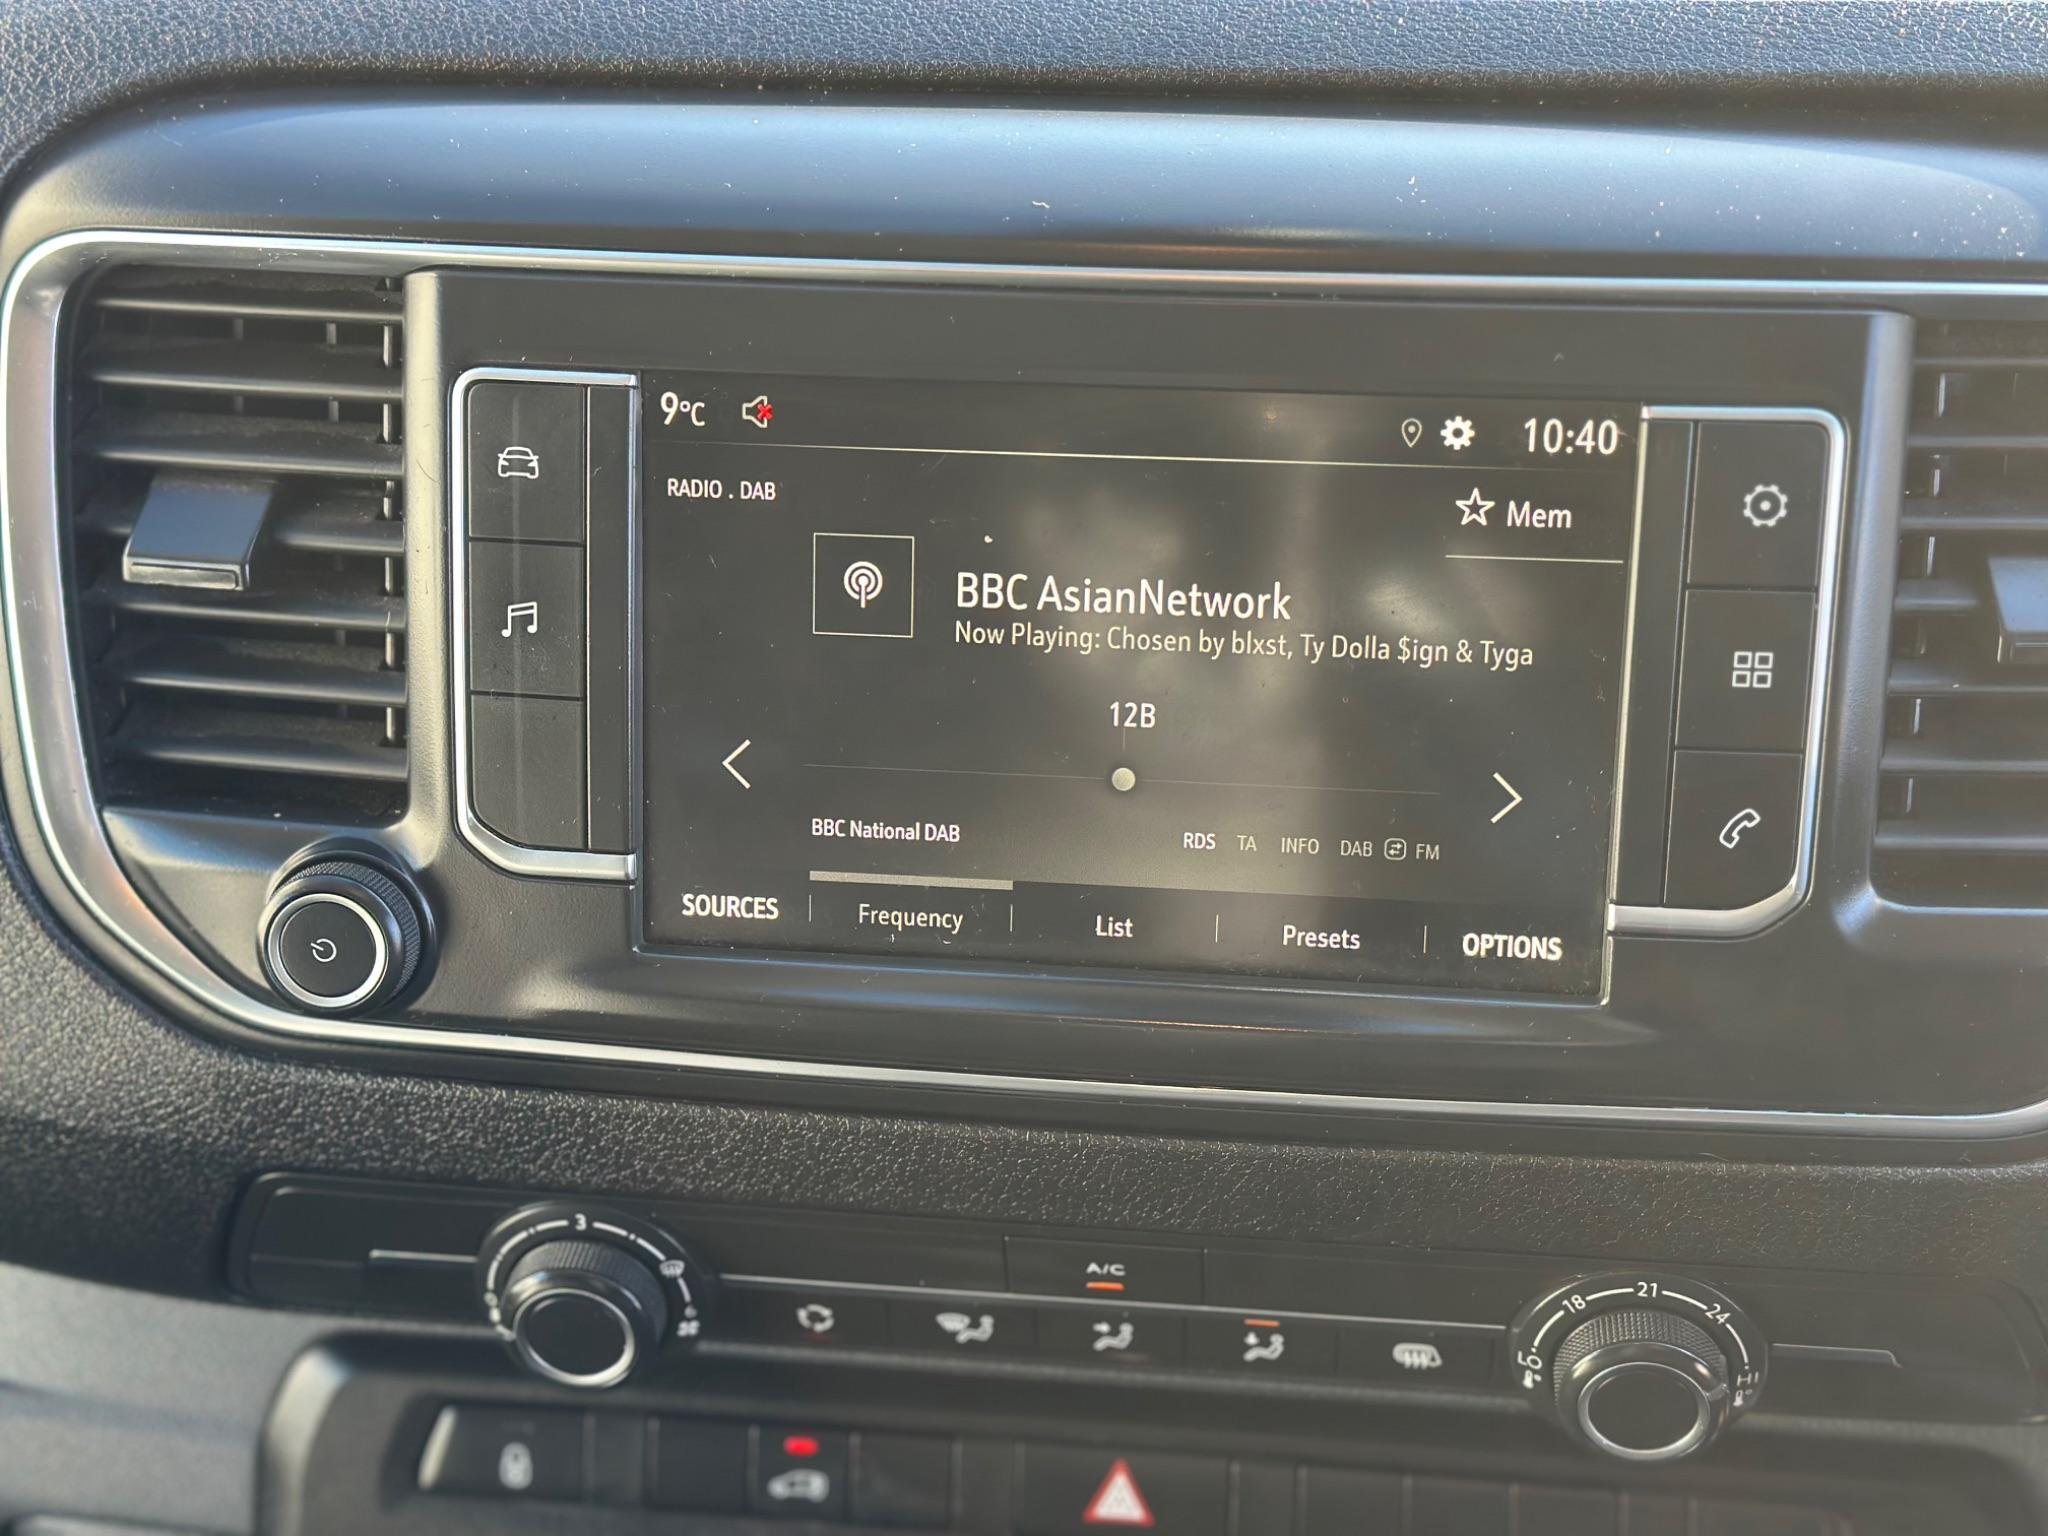 9°C 10:40
RADIO . DAB
Mem
BBC AsianNetwork
Now Playing: Chosen by blxst, Ty Dolla $ign & Tyga
12B
BBC National DAB RDS TA INFO DAB FM
SOURCES Frequency List Presets OPTIONS
3
A/C
18 21 24
HI